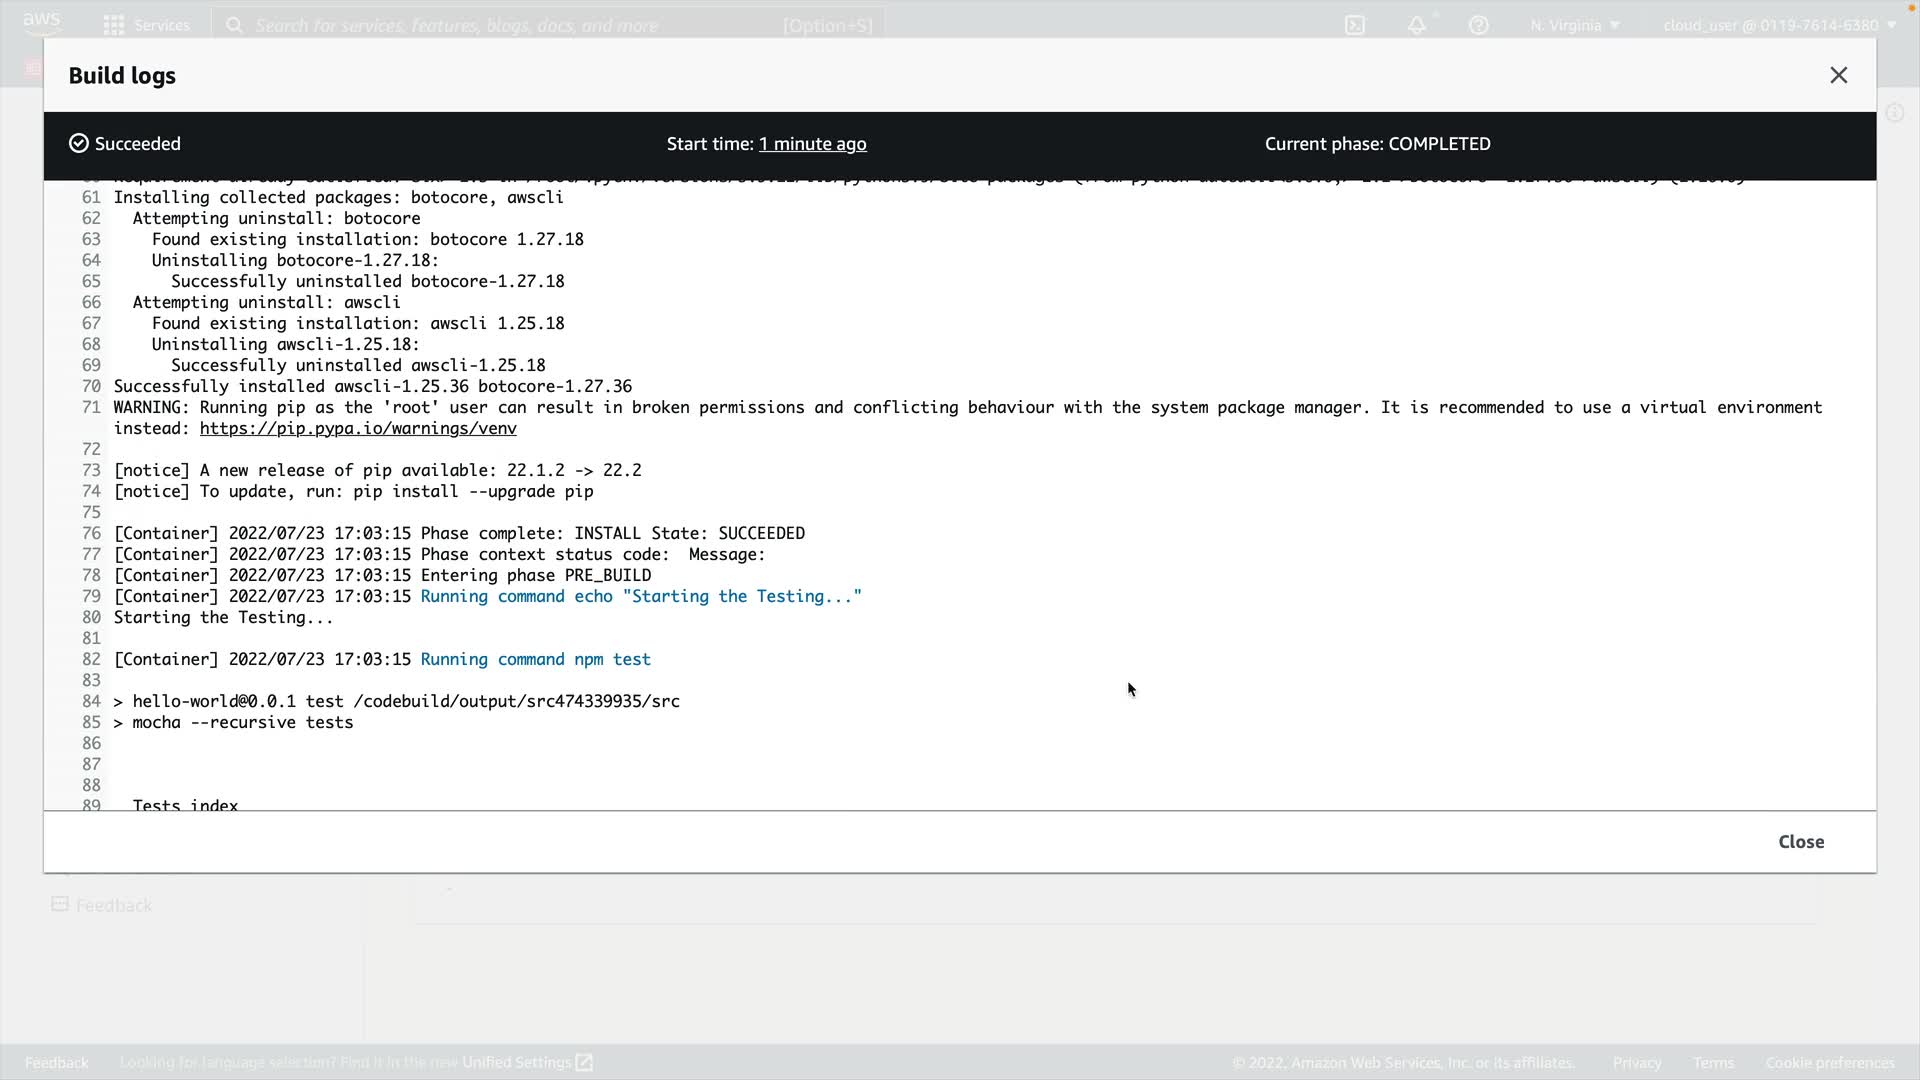 aws
Services
Search for services, features, blogs, docs, and more
[Option+S]
N. Virginia
cloud_user @ 0119-7614-6380
Build logs
Succeeded
Start time: 1 minute ago
Current phase: COMPLETED
61 Installing collected packages: botocore, awscli
62 Attempting uninstall: botocore
63 Found existing installation: botocore 1.27.18
64 Uninstalling botocore-1.27.18:
65 Successfully uninstalled botocore-1.27.18
66 Attempting uninstall: awscli
67 Found existing installation: awscli 1.25.18
68 Uninstalling awscli-1.25.18:
69 Successfully uninstalled awscli-1.25.18
70 Successfully installed awscli-1.25.36 botocore-1.27.36
71 WARNING: Running pip as the 'root' user can result in broken permissions and conflicting behaviour with the system package manager. It is recommended to use a virtual environment
instead: https://pip.pypa.io/warnings/venv
72
73 [notice] A new release of pip available: 22.1.2 -> 22.2
74 [notice] To update, run: pip install --upgrade pip
75
76 [Container] 2022/07/23 17:03:15 Phase complete: INSTALL State: SUCCEEDED
77 [Container] 2022/07/23 17:03:15 Phase context status code:  Message:
78 [Container] 2022/07/23 17:03:15 Entering phase PRE_BUILD
79 [Container] 2022/07/23 17:03:15 Running command echo "Starting the Testing..."
80 Starting the Testing...
81
82 [Container] 2022/07/23 17:03:15 Running command npm test
83
84 > hello-world@0.0.1 test /codebuild/output/src474339935/src
85 > mocha --recursive tests
86
87
88
89 Tests index
Close
Feedback
Feedback
Looking for language selection? Find it in the new Unified Settings
© 2022, Amazon Web Services, Inc. or its affiliates.
Privacy
Terms
Cookie preferences